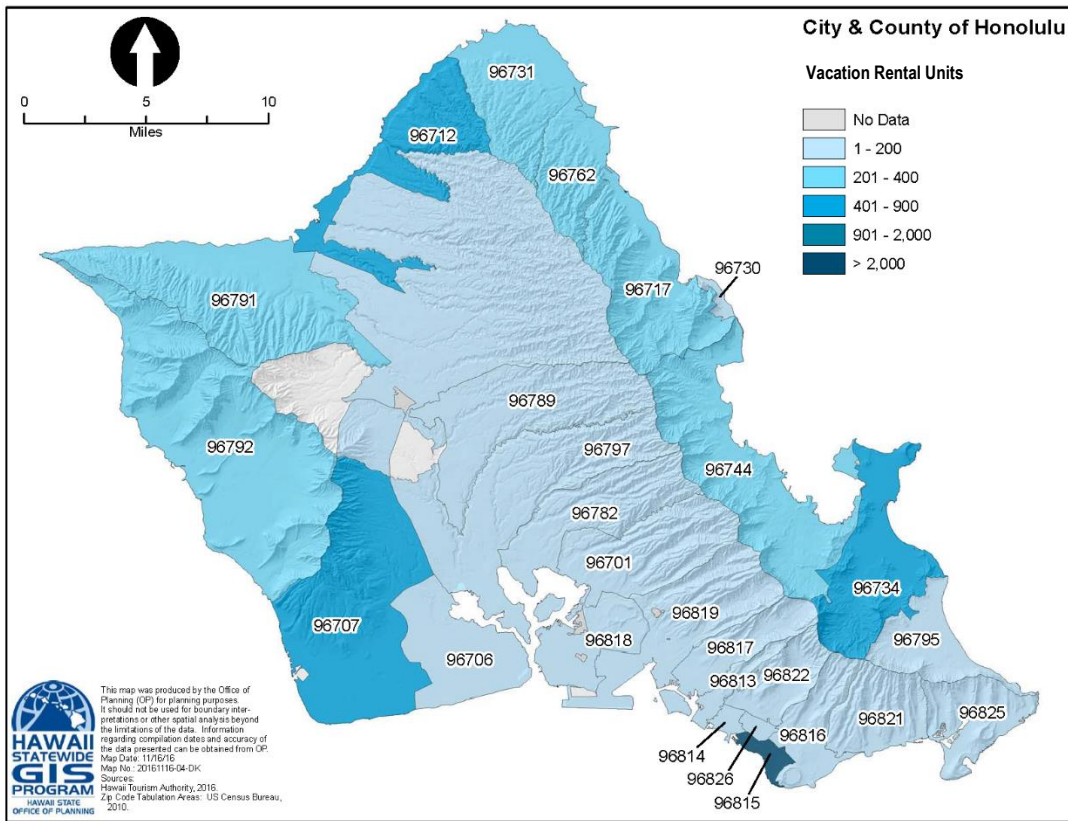 City & County of Honolulu
Vacation Rental Units
No Data
1 - 200
201 - 400
401 - 900
901 - 2,000
> 2,000
0 5 10
Miles
96731
96712
96762
96730
96717
96791
96789
96797
96792
96744
96782
96701
96734
96819
96818
96795
96707
96706
96817
96822
96813
96821
96825
96816
96814
96826
96815
HAWAII
STATEWIDE
GIS
PROGRAM
HAWAII STATE
OFFICE OF PLANNING
This map was produced by the Office of
Planning (OP) for planning purposes.
It should not be used for boundary inter-
pretations or other spatial analysis beyond
the limitations of the data. Information
regarding compilation dates and accuracy of
the data presented can be obtained from OP.
Map Date: 11/16/16
Map No.: 20161116-04-DK
Sources:
Hawaii Tourism Authority, 2016.
Zip Code Tabulation Areas: US Census Bureau,
2010.